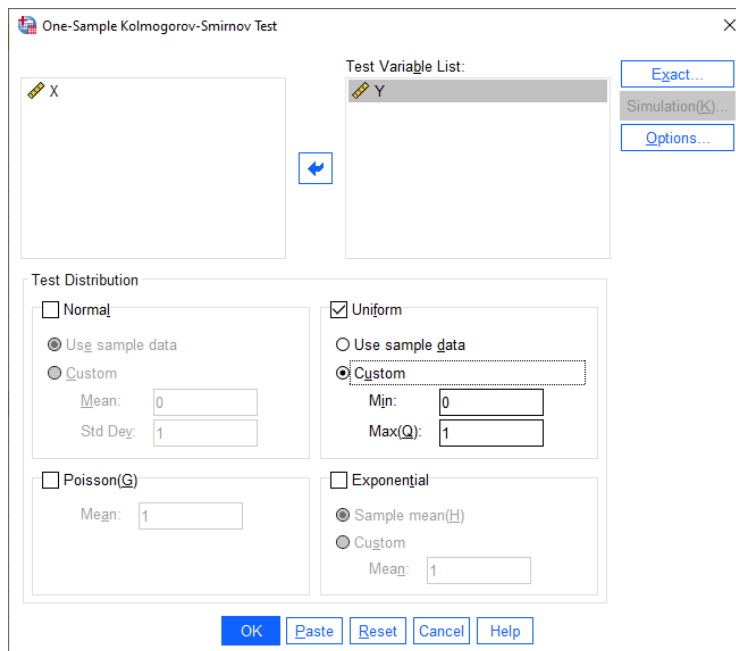 One-Sample Kolmogorov-Smirnov Test
Test Variable List:
X
Y
Exact...
Simulation(K)...
Options...
Test Distribution
Normal
Use sample data
Custom
Mean: 0
Std Dev: 1
Uniform
Use sample data
Custom
Min: 0
Max(Q): 1
Poisson(G)
Mean: 1
Exponential
Sample mean(H)
Custom
Mean: 1
OK Paste Reset Cancel Help